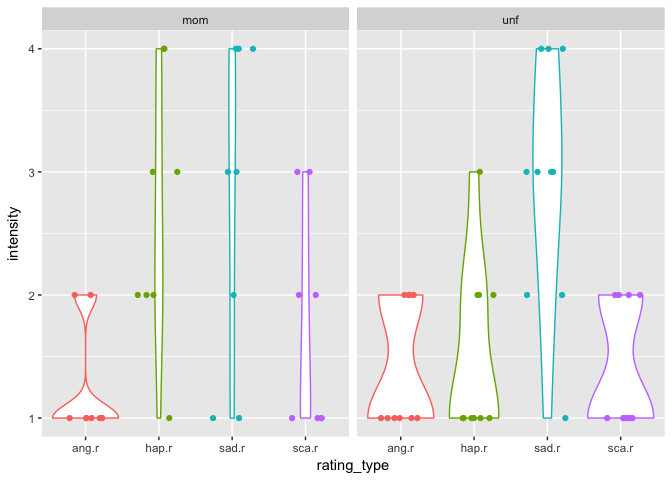 mom unf
4
3
2
1
ang.r hap.r sad.r sca.r ang.r hap.r sad.r sca.r
rating_type
intensity